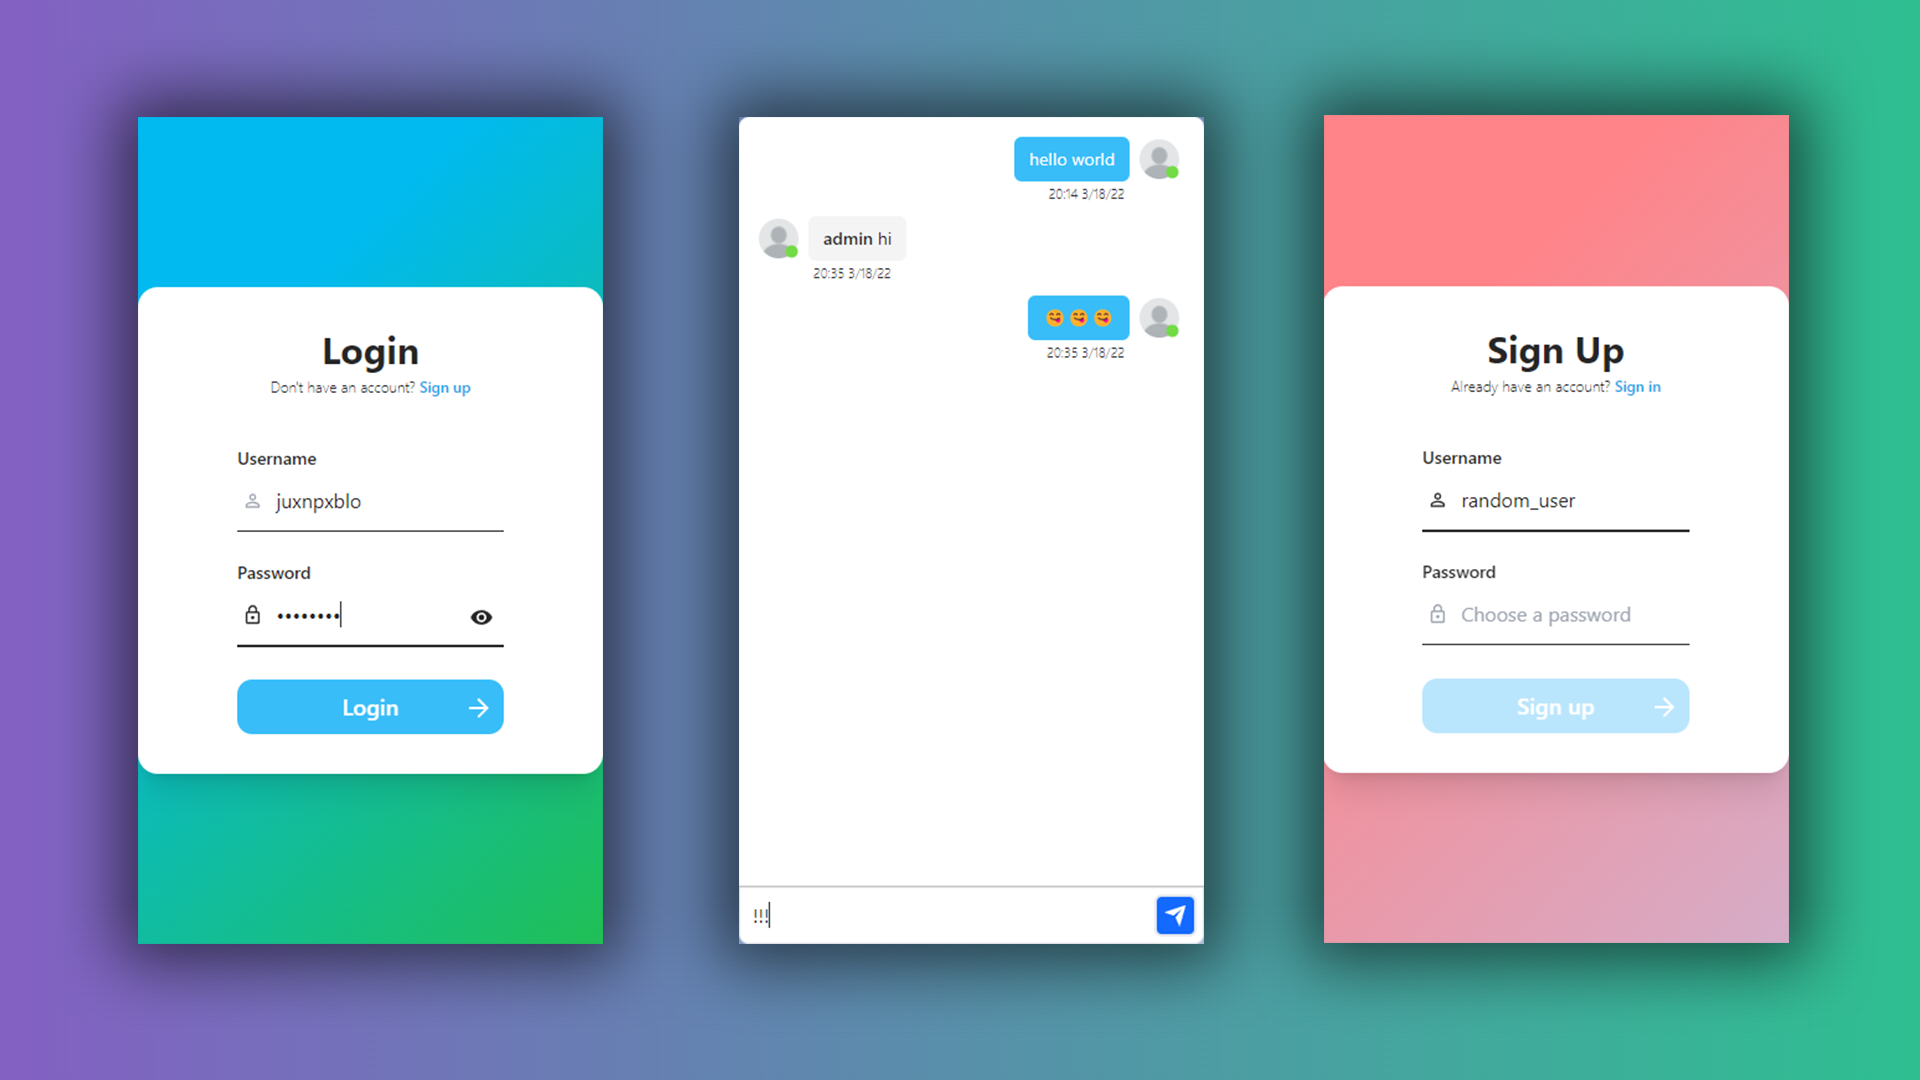 Login
Don't have an account? Sign up
Username
juxnpxblo
Password
••••••••
Login
hello world
20:14 3/18/22
admin hi
20:35 3/18/22
😋 😋 😋
20:35 3/18/22
!!!
Sign Up
Already have an account? Sign in
Username
random_user
Password
Choose a password
Sign up